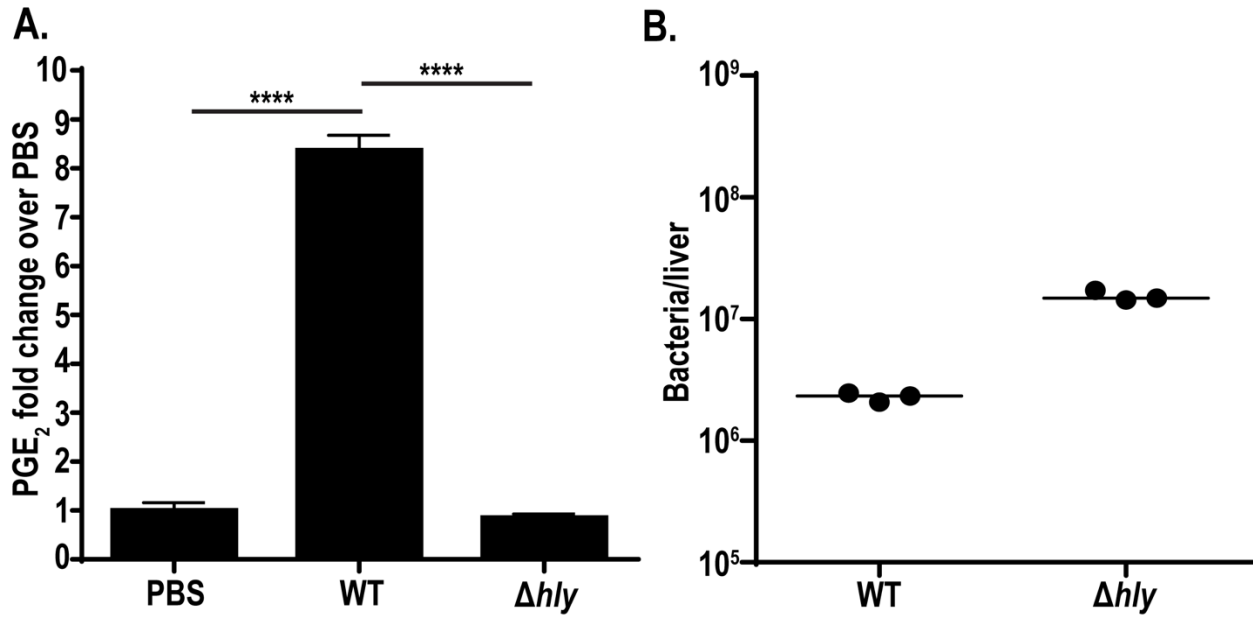 A.
PGE₂ fold change over PBS
10
9
8
7
6
5
4
3
2
1
0
****
****
PBS
WT
Δhly
B.
Bacteria/liver
10⁹
10⁸
10⁷
10⁶
10⁵
WT
Δhly